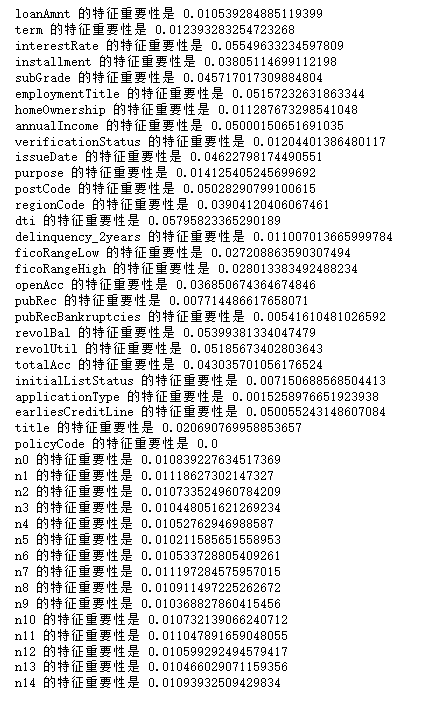 loanAmnt 的特征重要性是 0.010539284885119399
term 的特征重要性是 0.012393283254723268
interestRate 的特征重要性是 0.05549633234597809
installment 的特征重要性是 0.03805114699112198
subGrade 的特征重要性是 0.045717017309884804
employmentTitle 的特征重要性是 0.05157232631863344
homeOwnership 的特征重要性是 0.011287673298541048
annualIncome 的特征重要性是 0.05000150651691035
verificationStatus 的特征重要性是 0.01204401386480117
issueDate 的特征重要性是 0.04622798174490551
purpose 的特征重要性是 0.014125405245699692
postCode 的特征重要性是 0.05028290799100615
regionCode 的特征重要性是 0.03904120406067461
dti 的特征重要性是 0.05795823365290189
delinquency_2years 的特征重要性是 0.011007013665999784
ficoRangeLow 的特征重要性是 0.027208863590307494
ficoRangeHigh 的特征重要性是 0.028013383492488234
openAcc 的特征重要性是 0.036850674364674846
pubRec 的特征重要性是 0.007714486617658071
pubRecBankruptcies 的特征重要性是 0.00541610481026592
revolBal 的特征重要性是 0.05399381334047479
revolUtil 的特征重要性是 0.05185673402803643
totalAcc 的特征重要性是 0.043035701056176524
initialListStatus 的特征重要性是 0.007150688568504413
applicationType 的特征重要性是 0.0015258976651923938
earliesCreditLine 的特征重要性是 0.050055243148607084
title 的特征重要性是 0.020690769958853657
policyCode 的特征重要性是 0.0
n0 的特征重要性是 0.010839227634517369
n1 的特征重要性是 0.01118627302147327
n2 的特征重要性是 0.010733524960784209
n3 的特征重要性是 0.010448051621269234
n4 的特征重要性是 0.01052762946988587
n5 的特征重要性是 0.010211585651558953
n6 的特征重要性是 0.010533728805409261
n7 的特征重要性是 0.011197284575957015
n8 的特征重要性是 0.010911497225262672
n9 的特征重要性是 0.010368827860415456
n10 的特征重要性是 0.010732139066240712
n11 的特征重要性是 0.011047891659048055
n12 的特征重要性是 0.010599292494579417
n13 的特征重要性是 0.010466029071159356
n14 的特征重要性是 0.01093932509429834